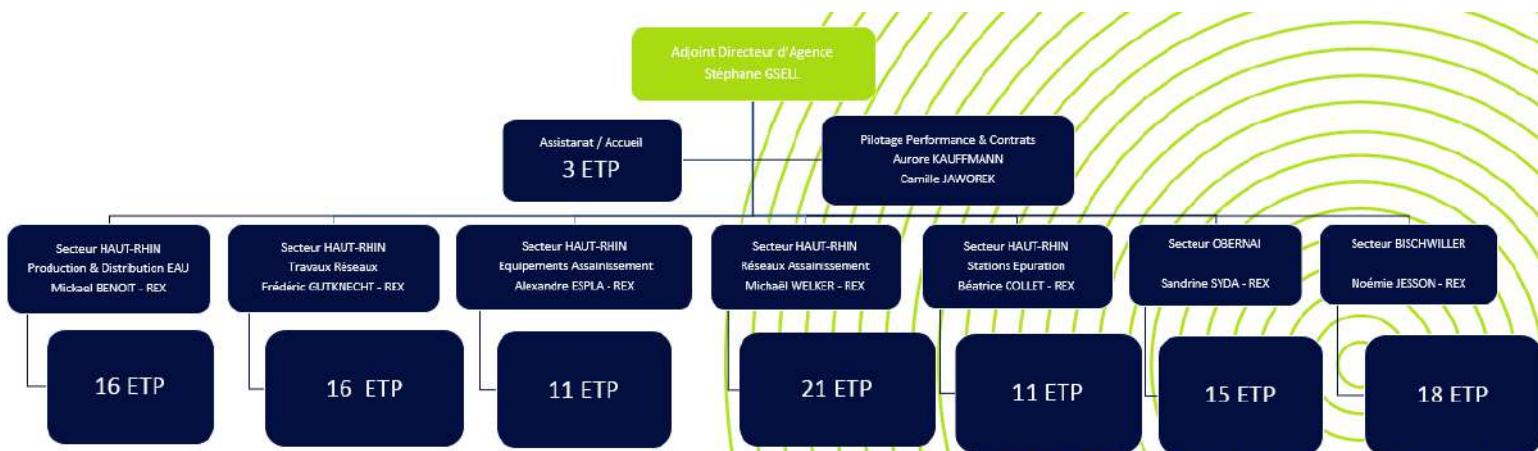 Adjoint Directeur d'Agence
Stéphane GSELL
Assistanat / Accueil
3 ETP
Pilotage Performance & Contrats
Aurore KAUFFMANN
Camille JAWOREK
Secteur HAUT-RHIN
Production & Distribution EAU
Mickael BENOIT - REX
Secteur HAUT-RHIN
Travaux Réseaux
Frédéric GUTKNECHT - REX
Secteur HAUT-RHIN
Equipements Assainissement
Alexandre ESPLA - REX
Secteur HAUT-RHIN
Réseaux Assainissement
Michaël WELKER - REX
Secteur HAUT-RHIN
Stations Epuration
Béatrice COLLET - REX
Secteur OBERNAI
Sandrine SYDA - REX
Secteur BISCHWILLER
Noémie JESSON - REX
16 ETP
16 ETP
11 ETP
21 ETP
11 ETP
15 ETP
18 ETP